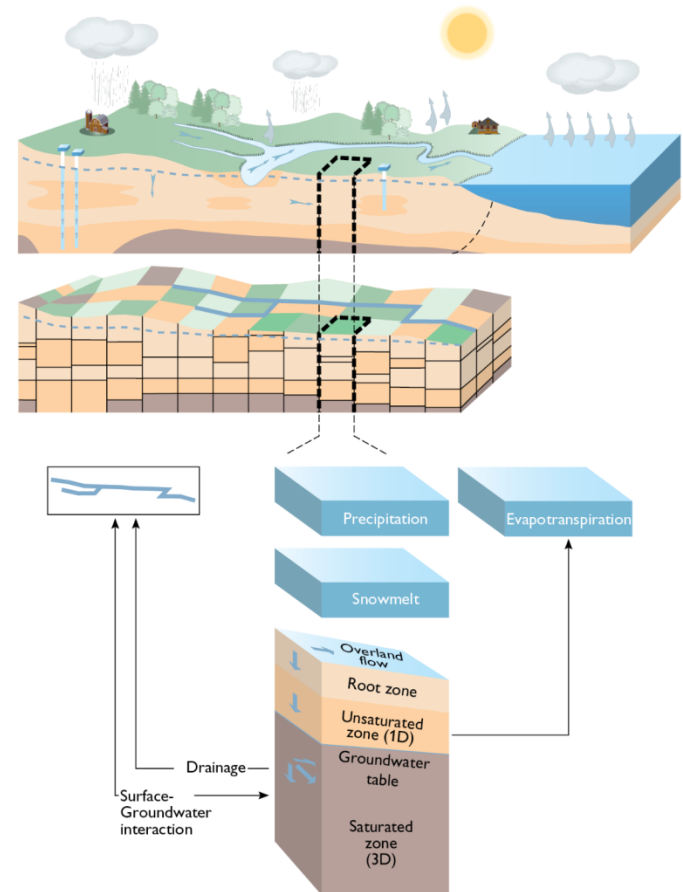 Precipitation
Evapotranspiration
Snowmelt
Overland
flow
Root zone
Unsaturated
zone (1D)
Drainage
Groundwater
table
Surface-
Groundwater
interaction
Saturated
zone
(3D)